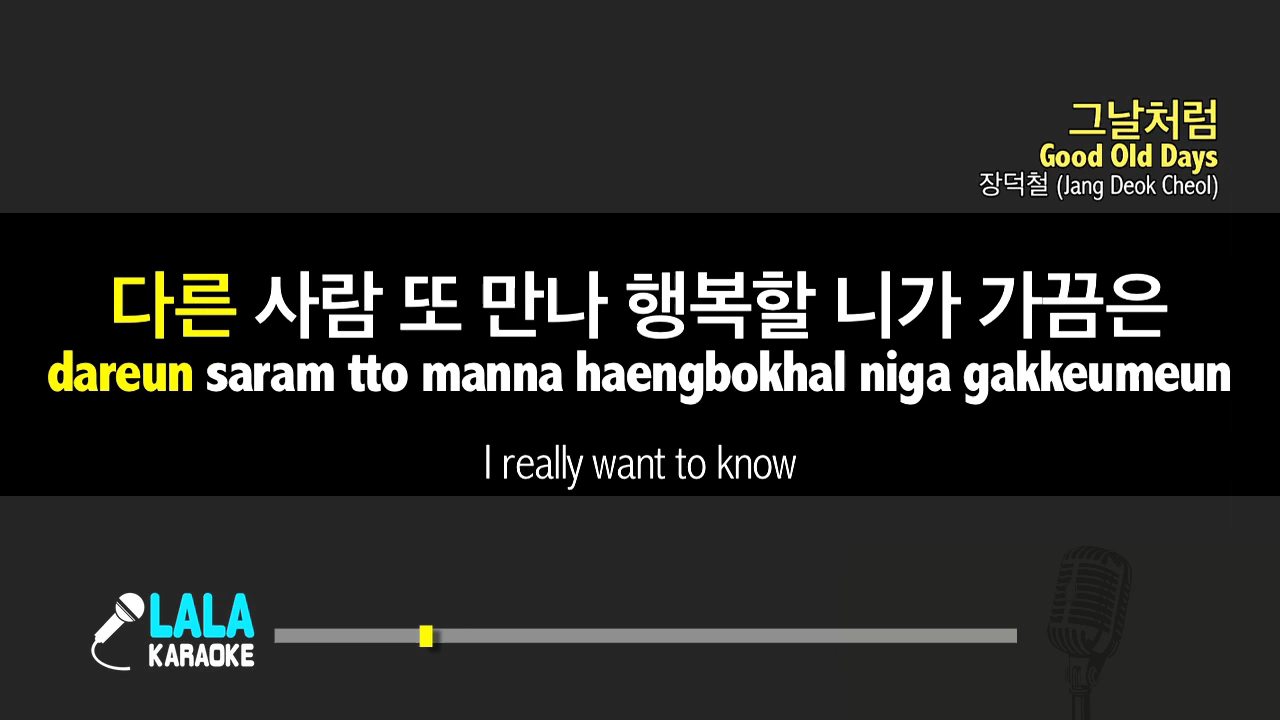 그날처럼
Good Old Days
장덕철 (Jang Deok Cheol)
다른 사람 또 만나 행복할 니가 가끔은
dareun saram tto manna haengbokhal niga gakkeumeun
I really want to know
LALA
KARAOKE